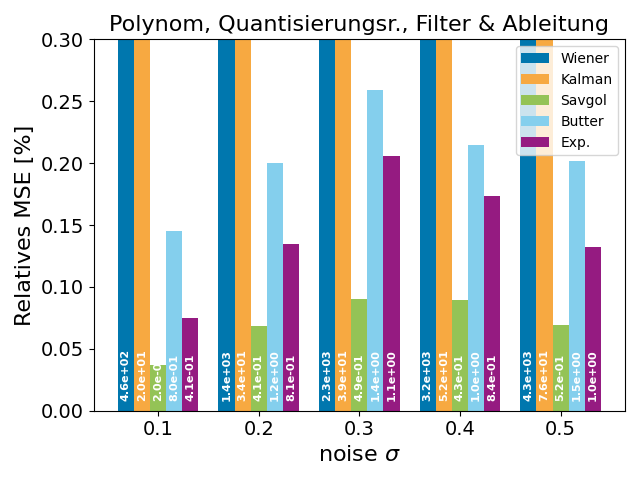 Polynom, Quantisierungsr., Filter & Ableitung
Relatives MSE [%]
0.30
0.25
0.20
0.15
0.10
0.05
0.00
Wiener
Kalman
Savgol
Butter
Exp.
4.6e+02
2.0e+01
8.0e-01
4.1e-01
1.4e+03
3.4e+01
4.1e-01
1.2e+00
8.1e-01
2.3e+03
3.9e+01
4.9e-01
1.4e+00
1.1e+00
3.2e+03
5.2e+01
4.3e-01
1.0e+00
8.4e-01
4.3e+03
7.6e+01
5.2e-01
1.5e+00
1.0e+00
0.1 0.2 0.3 0.4 0.5
noise σ